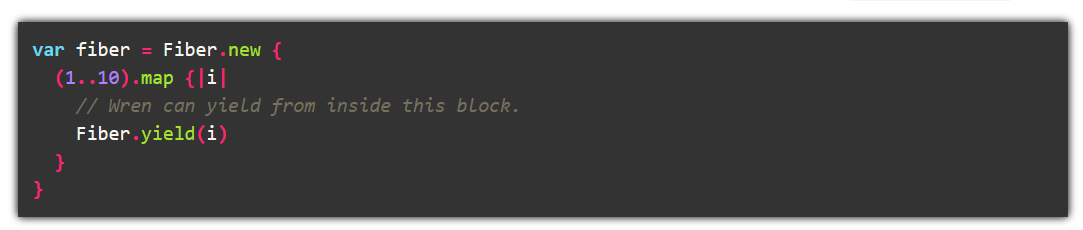 var fiber = Fiber.new {
  (1..10).map {|i|
    // Wren can yield from inside this block.
    Fiber.yield(i)
  }
}